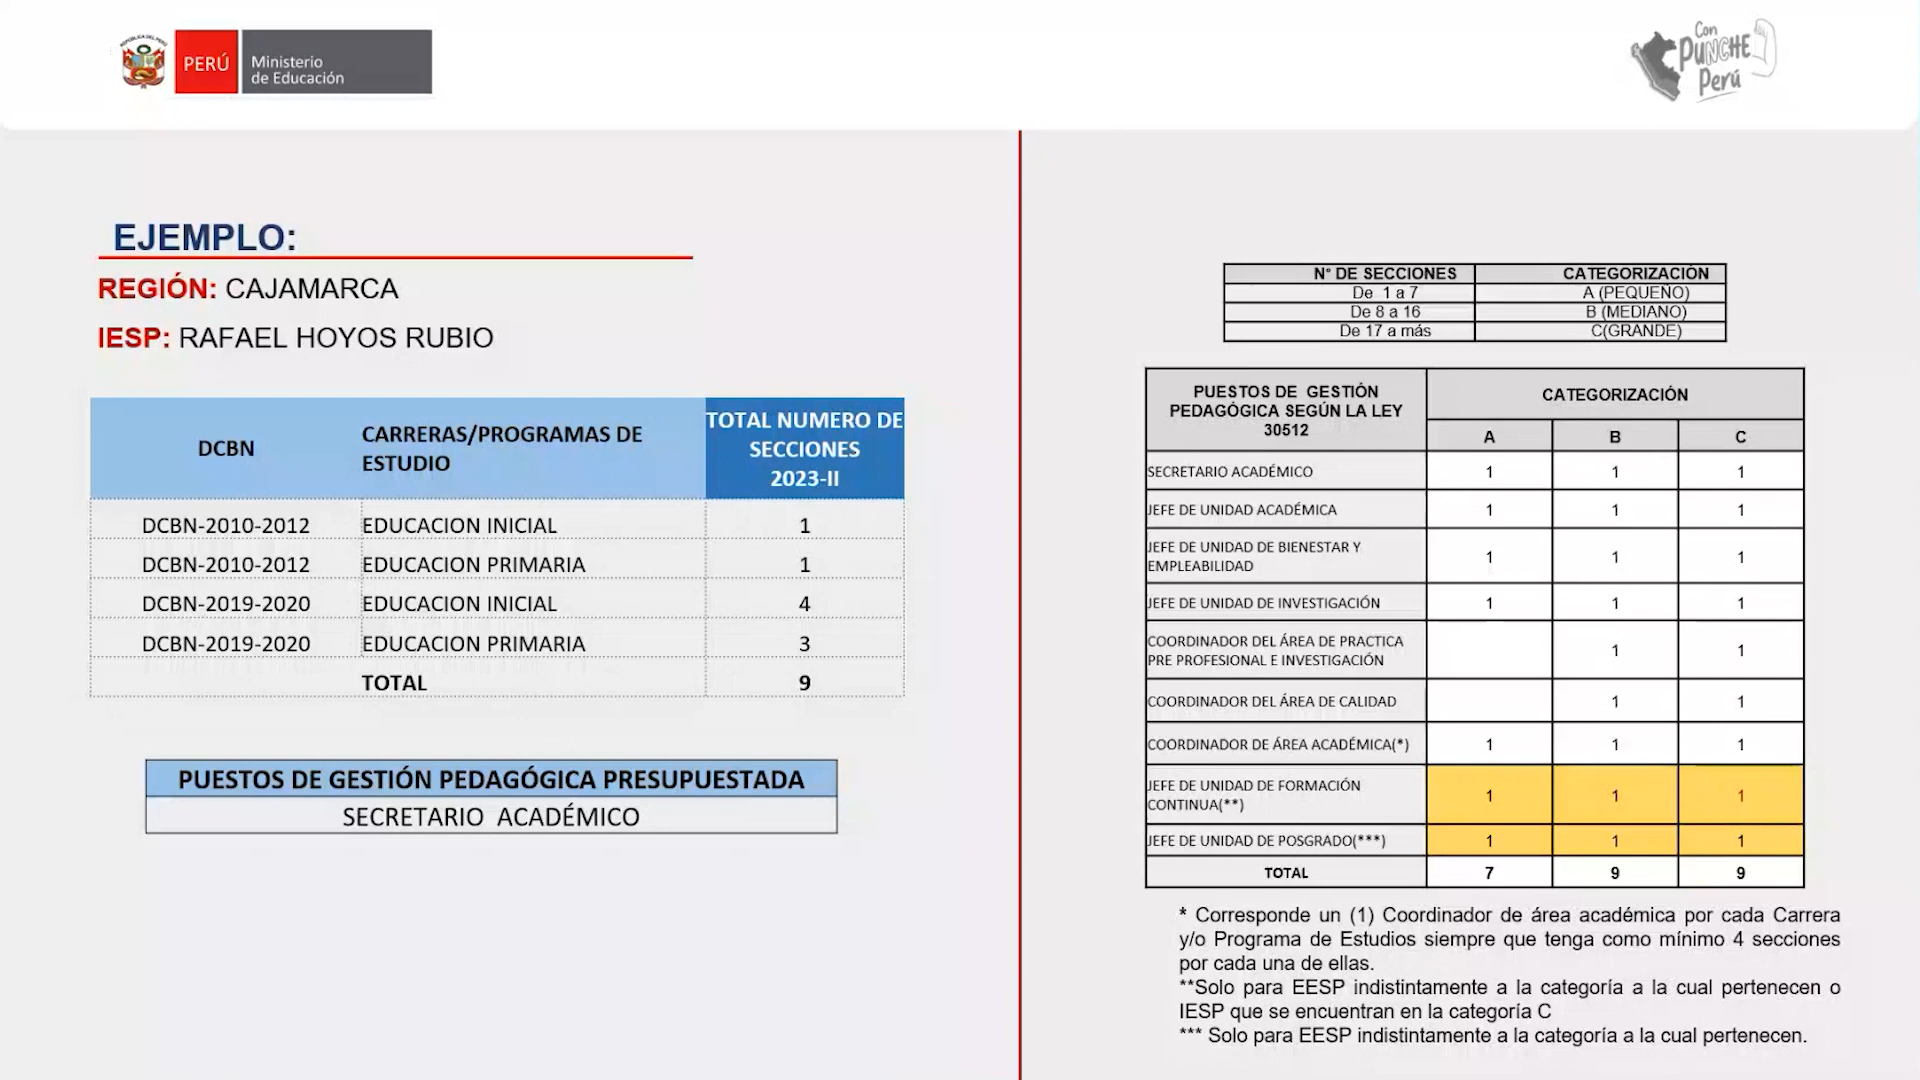 REPÚBLICA DEL PERÚ
PERÚ
Ministerio
de Educación
Con
PUNCHE
Perú
EJEMPLO:
REGIÓN: CAJAMARCA
IESP: RAFAEL HOYOS RUBIO
DCBN CARRERAS/PROGRAMAS DE ESTUDIO TOTAL NUMERO DE SECCIONES 2023-II
DCBN-2010-2012 EDUCACION INICIAL 1
DCBN-2010-2012 EDUCACION PRIMARIA 1
DCBN-2019-2020 EDUCACION INICIAL 4
DCBN-2019-2020 EDUCACION PRIMARIA 3
TOTAL 9
PUESTOS DE GESTIÓN PEDAGÓGICA PRESUPUESTADA
SECRETARIO ACADÉMICO
N° DE SECCIONES CATEGORIZACIÓN
De 1 a 7 A (PEQUEÑO)
De 8 a 16 B (MEDIANO)
De 17 a más C(GRANDE)
PUESTOS DE GESTIÓN
PEDAGÓGICA SEGÚN LA LEY
30512
CATEGORIZACIÓN
A B C
SECRETARIO ACADÉMICO 1 1 1
JEFE DE UNIDAD ACADÉMICA 1 1 1
JEFE DE UNIDAD DE BIENESTAR Y
EMPLEABILIDAD 1 1 1
JEFE DE UNIDAD DE INVESTIGACIÓN 1 1 1
COORDINADOR DEL ÁREA DE PRACTICA
PRE PROFESIONAL E INVESTIGACIÓN 1 1
COORDINADOR DEL ÁREA DE CALIDAD 1 1
COORDINADOR DE ÁREA ACADÉMICA(*) 1 1 1
JEFE DE UNIDAD DE FORMACIÓN
CONTINUA(**) 1 1 1
JEFE DE UNIDAD DE POSGRADO(***) 1 1 1
TOTAL 7 9 9
* Corresponde un (1) Coordinador de área académica por cada Carrera
y/o Programa de Estudios siempre que tenga como mínimo 4 secciones
por cada una de ellas.
**Solo para EESP indistintamente a la categoría a la cual pertenecen o
IESP que se encuentran en la categoría C
*** Solo para EESP indistintamente a la categoría a la cual pertenecen.